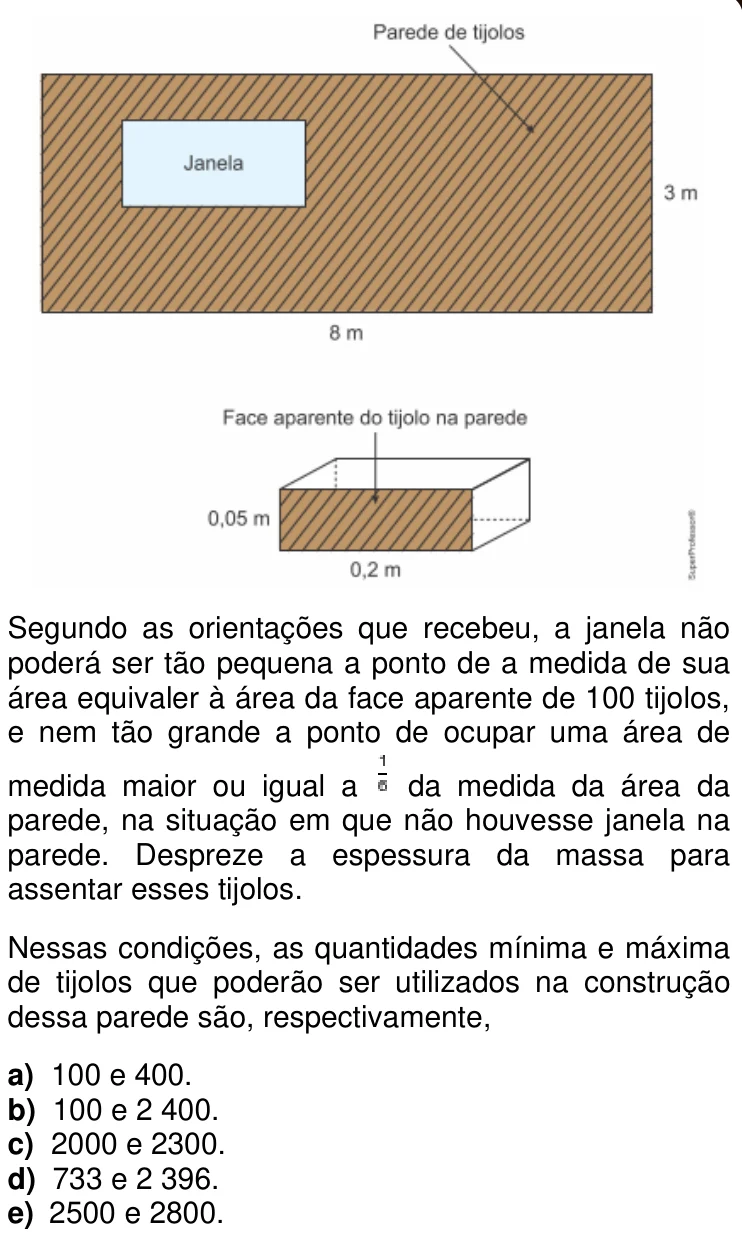 Parede de tijolos
Janela
3 m
8 m
Face aparente do tijolo na parede
0,05 m
0,2 m
SuperProfessor®
Segundo as orientações que recebeu, a janela não
poderá ser tão pequena a ponto de a medida de sua
área equivaler à área da face aparente de 100 tijolos,
e nem tão grande a ponto de ocupar uma área de
medida maior ou igual a 1/6 da medida da área da
parede, na situação em que não houvesse janela na
parede. Despreze a espessura da massa para
assentar esses tijolos.
Nessas condições, as quantidades mínima e máxima
de tijolos que poderão ser utilizados na construção
dessa parede são, respectivamente,
a) 100 e 400.
b) 100 e 2 400.
c) 2000 e 2300.
d) 733 e 2 396.
e) 2500 e 2800.